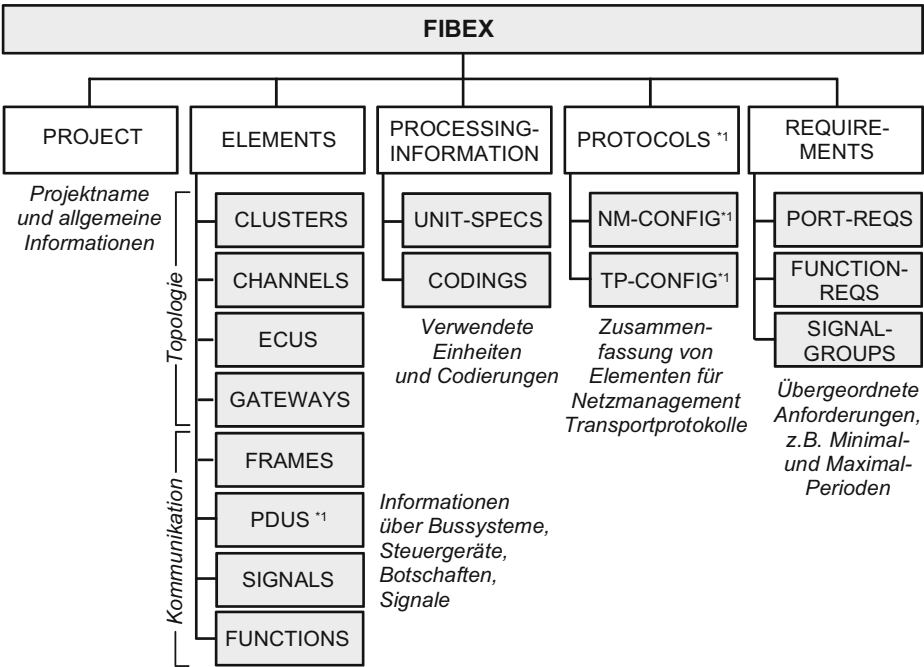 FIBEX
PROJECT
Projektname
und allgemeine
Informationen
ELEMENTS
Topologie
CLUSTERS
CHANNELS
ECUS
GATEWAYS
Kommunikation
FRAMES
PDUS *1
SIGNALS
FUNCTIONS
Informationen
über Bussysteme,
Steuergeräte,
Botschaften,
Signale
PROCESSING-
INFORMATION
UNIT-SPECS
CODINGS
Verwendete
Einheiten
und Codierungen
PROTOCOLS *1
NM-CONFIG*1
TP-CONFIG*1
Zusammen-
fassung von
Elementen für
Netzmanagement
Transportprotokolle
REQUIRE-
MENTS
PORT-REQS
FUNCTION-
REQS
SIGNAL-
GROUPS
Übergeordnete
Anforderungen,
z.B. Minimal-
und Maximal-
Perioden